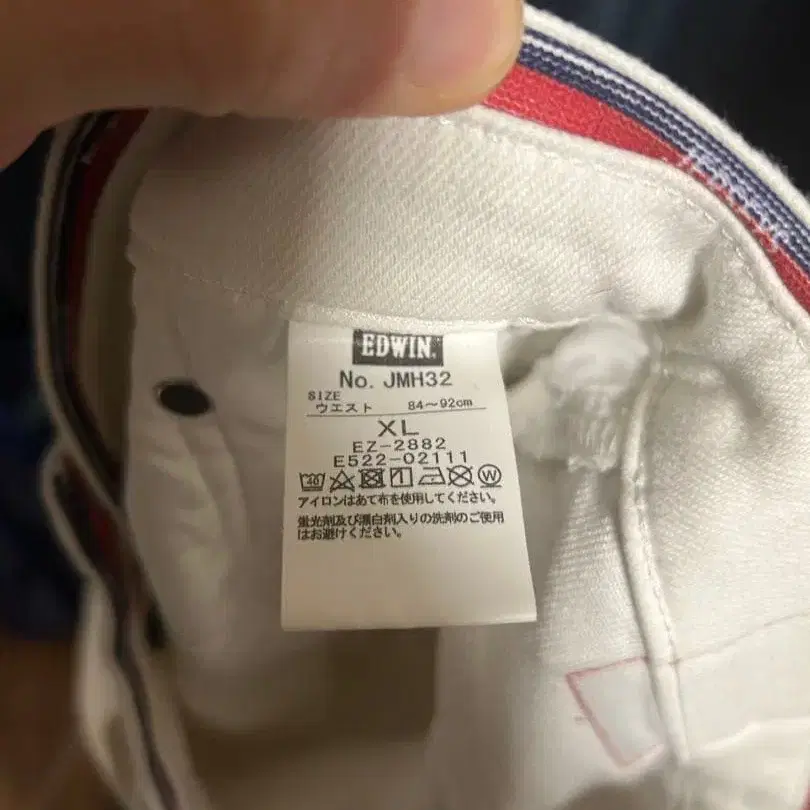 EDWIN.
No. JMH32
SIZE
ウエスト 84〜92cm
XL
EZ-2882
E522-02111
40
アイロンはあて布を使用してください。
蛍光剤及び漂白剤入りの洗剤のご使用
はお避けください。